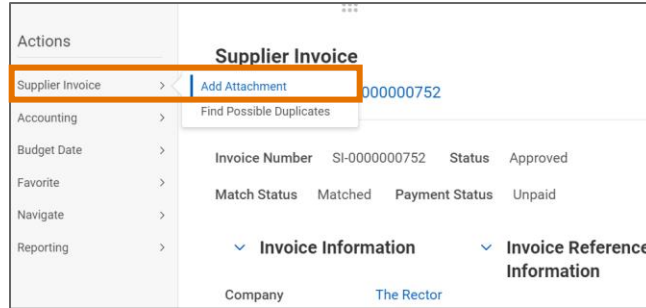 Actions
Supplier Invoice
Supplier Invoice
Add Attachment
0000000752
Accounting
Find Possible Duplicates
Budget Date
Invoice Number SI-0000000752 Status Approved
Favorite
Match Status Matched Payment Status Unpaid
Navigate
Reporting
Invoice Information
Invoice Reference
Information
Company The Rector